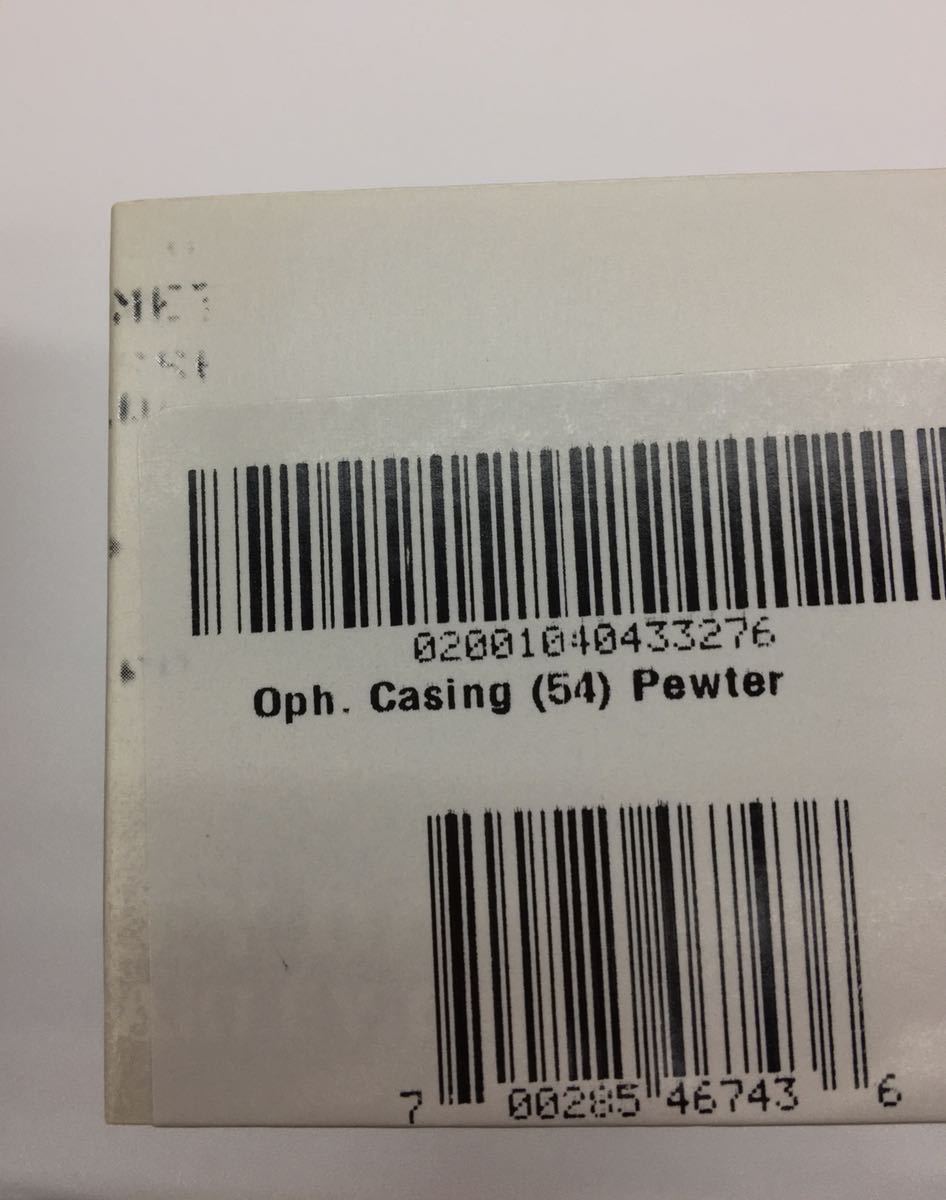 02001040433276
Oph. Casing (54) Pewter
7 00285 46743 6